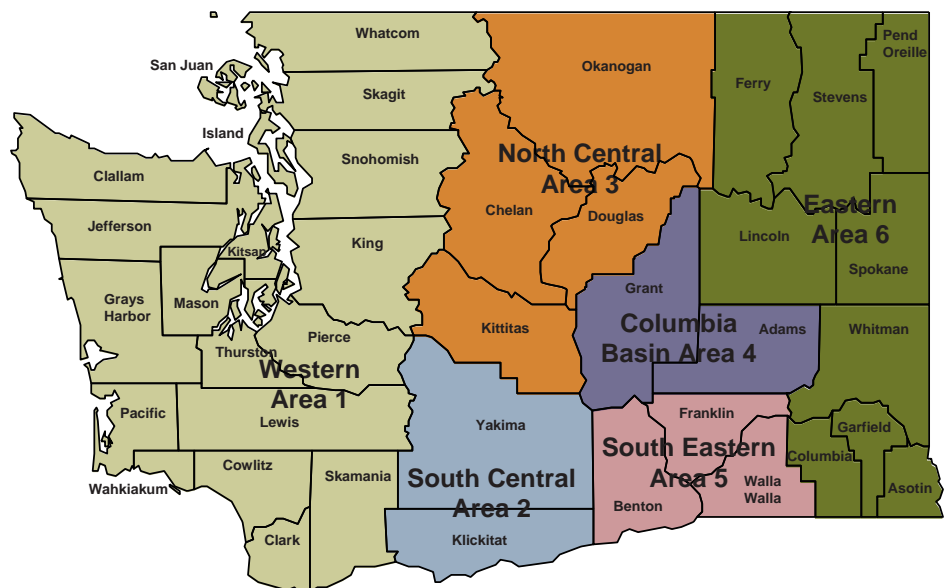 Whatcom
Pend
Oreille
San Juan
Okanogan
Ferry
Stevens
Skagit
Island
Snohomish
North Central
Area 3
Clallam
Chelan
Douglas
Eastern
Area 6
Jefferson
King
Kitsap
Lincoln
Spokane
Grays
Harbor
Mason
Grant
Kittitas
Columbia
Basin Area 4
Adams
Whitman
Pierce
Thurston
Western
Area 1
Pacific
Lewis
Yakima
Franklin
Garfield
South Eastern
Area 5
Columbia
Cowlitz
Skamania
South Central
Area 2
Walla
Walla
Asotin
Wahkiakum
Benton
Clark
Klickitat